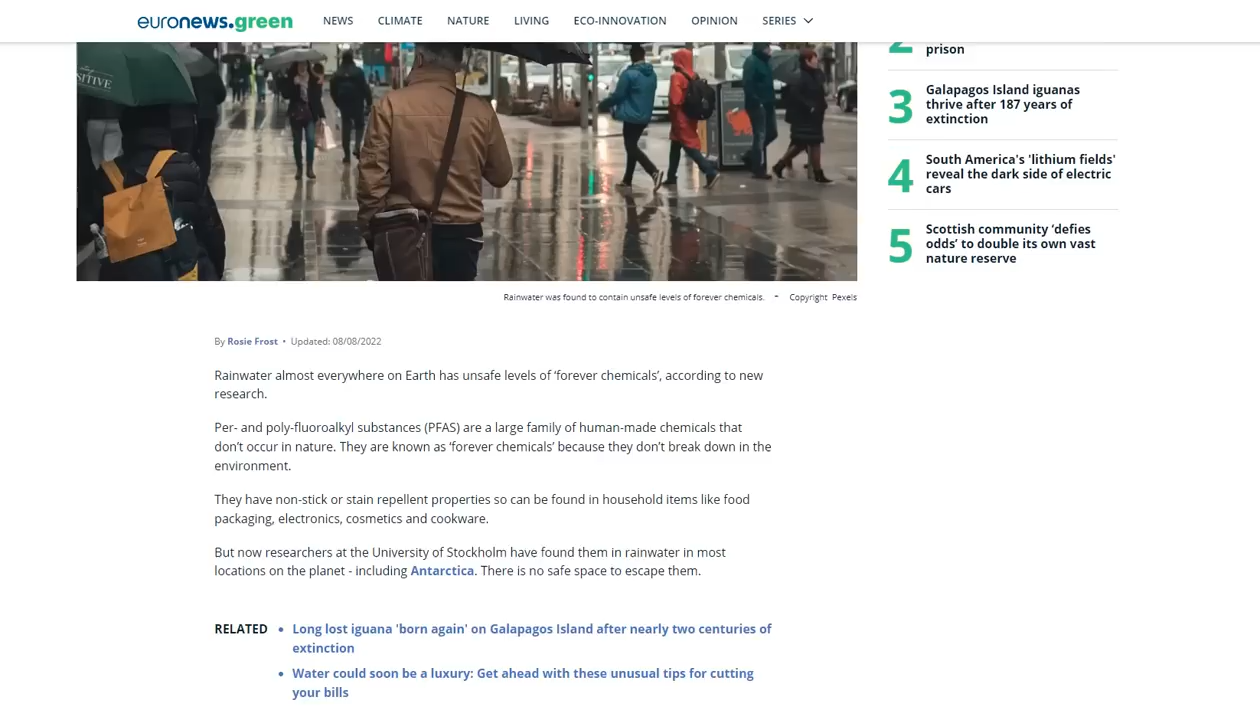 euronews.green
NEWS
CLIMATE
NATURE
LIVING
ECO-INNOVATION
OPINION
SERIES
Rainwater was found to contain unsafe levels of forever chemicals. - Copyright Pexels
By Rosie Frost • Updated: 08/08/2022
Rainwater almost everywhere on Earth has unsafe levels of ‘forever chemicals’, according to new
research.
Per- and poly-fluoroalkyl substances (PFAS) are a large family of human-made chemicals that
don’t occur in nature. They are known as ‘forever chemicals’ because they don’t break down in the
environment.
They have non-stick or stain repellent properties so can be found in household items like food
packaging, electronics, cosmetics and cookware.
But now researchers at the University of Stockholm have found them in rainwater in most
locations on the planet - including Antarctica. There is no safe space to escape them.
RELATED
• Long lost iguana 'born again' on Galapagos Island after nearly two centuries of
extinction
• Water could soon be a luxury: Get ahead with these unusual tips for cutting
your bills
2
prison
3
Galapagos Island iguanas
thrive after 187 years of
extinction
4
South America's 'lithium fields'
reveal the dark side of electric
cars
5
Scottish community ‘defies
odds’ to double its own vast
nature reserve